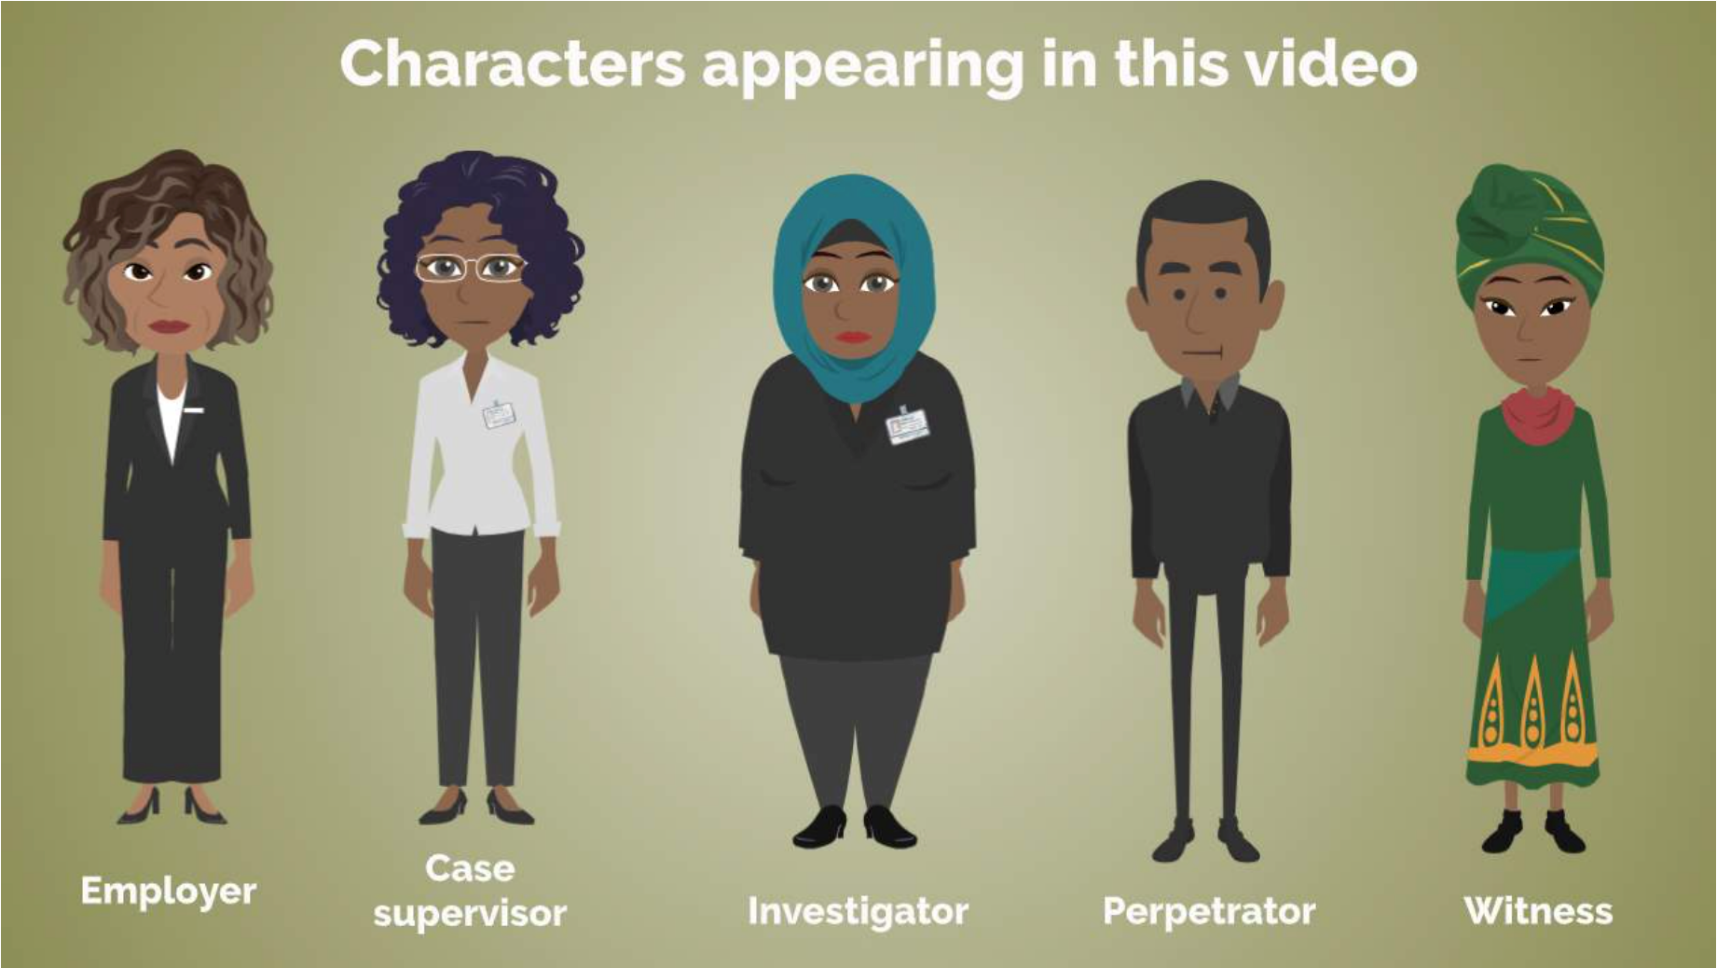 Characters appearing in this video
Employer
Case
supervisor
Investigator
Perpetrator
Witness